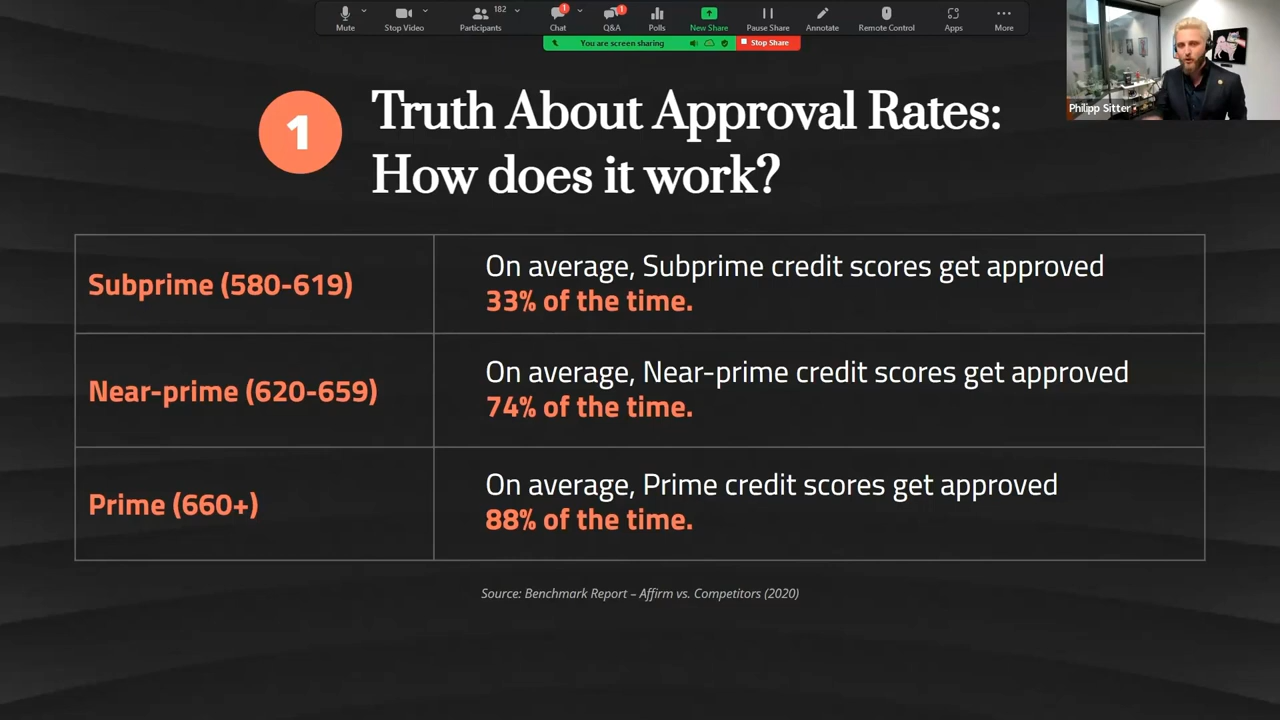 Mute
Stop Video
182
Participants
1
Chat
1
Q&A
Polls
New Share
Pause Share
Annotate
Remote Control
Apps
More
You are screen sharing
Stop Share
Philipp Sitter
1
Truth About Approval Rates:
How does it work?
Subprime (580-619)
On average, Subprime credit scores get approved
33% of the time.
Near-prime (620-659)
On average, Near-prime credit scores get approved
74% of the time.
Prime (660+)
On average, Prime credit scores get approved
88% of the time.
Source: Benchmark Report – Affirm vs. Competitors (2020)